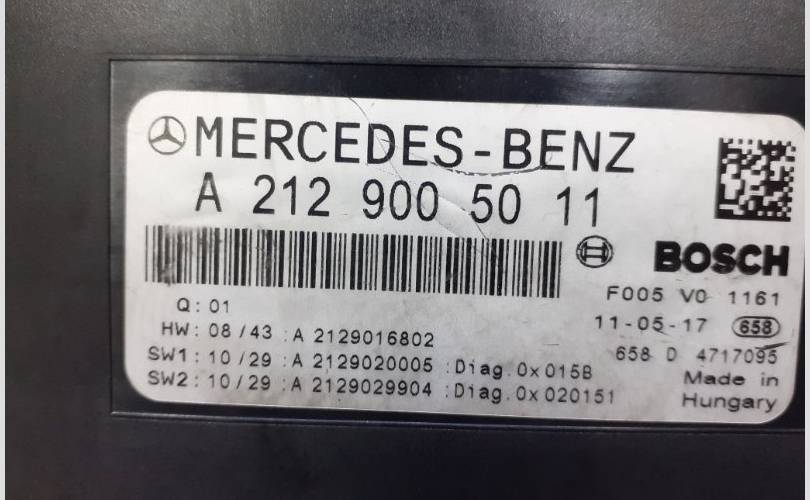 MERCEDES-BENZ
A 212 900 50 11
BOSCH
F005 V0 1161
Q: 01
11-05-17 658
HW: 08/43 :A 2129016802
658 D 4717095
SW1: 10/29 :A 2129020005 :Diag.0x015B
Made in
SW2: 10/29 :A 2129029904 :Diag.0x020151
Hungary